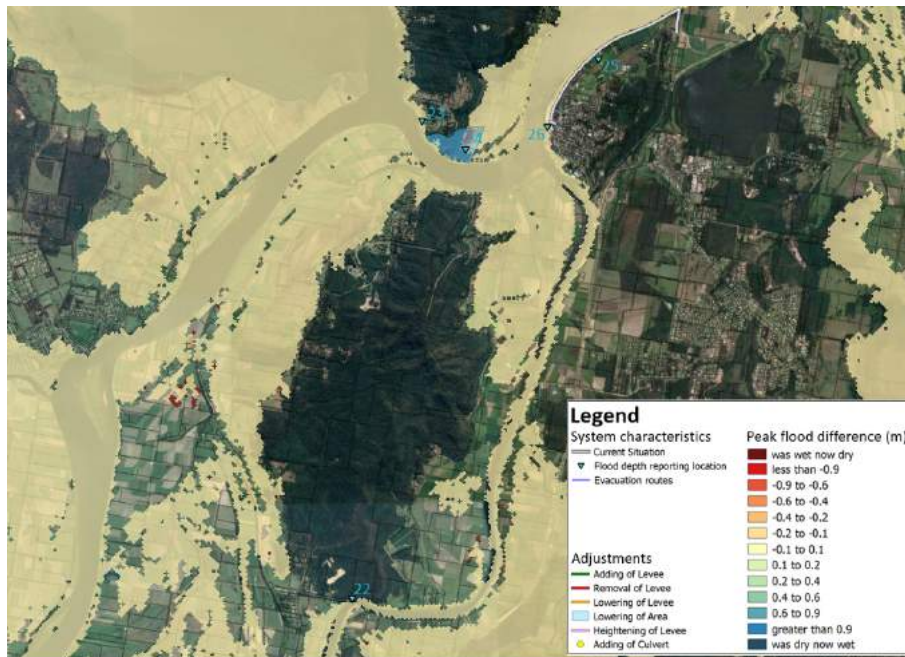 23
24
25
26
22
Legend
System characteristics
Current Situation
Flood depth reporting location
Evacuation routes
Adjustments
Adding of Levee
Removal of Levee
Lowering of Levee
Lowering of Area
Heightening of Levee
Adding of Culvert
Peak flood difference (m)
was wet now dry
less than -0.9
-0.9 to -0.6
-0.6 to -0.4
-0.4 to -0.2
-0.2 to -0.1
-0.1 to 0.1
0.1 to 0.2
0.2 to 0.4
0.4 to 0.6
0.6 to 0.9
greater than 0.9
was dry now wet